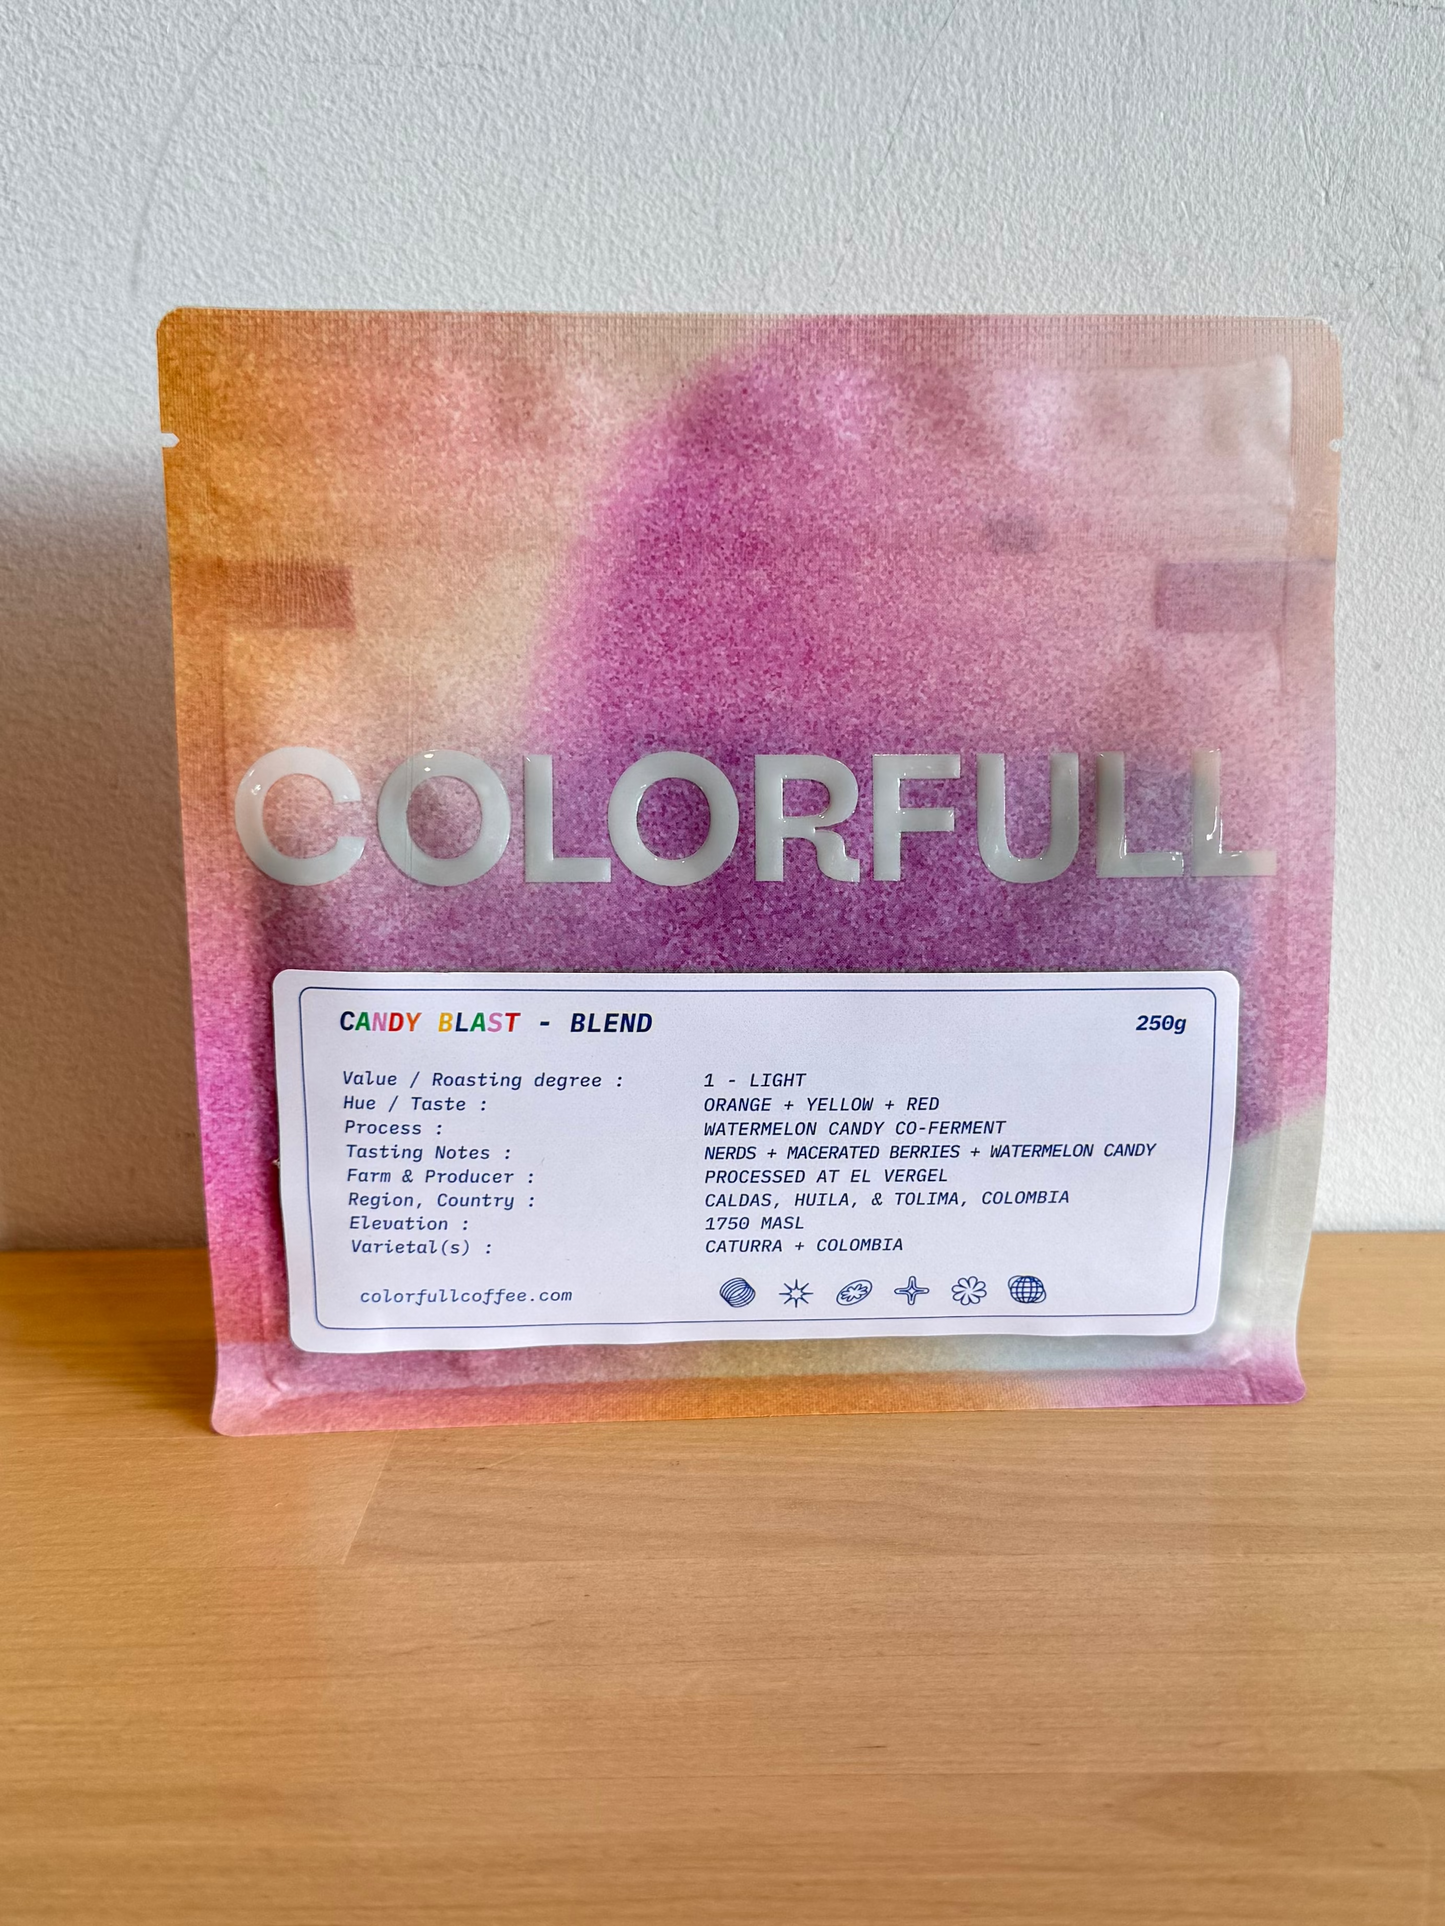 COLORFULL
CANDY BLAST - BLEND 250g
Value / Roasting degree : 1 - LIGHT
Hue / Taste : ORANGE + YELLOW + RED
Process : WATERMELON CANDY CO-FERMENT
Tasting Notes : NERDS + MACERATED BERRIES + WATERMELON CANDY
Farm & Producer : PROCESSED AT EL VERGEL
Region, Country : CALDAS, HUILA, & TOLIMA, COLOMBIA
Elevation : 1750 MASL
Varietal(s) : CATURRA + COLOMBIA
colorfullcoffee.com